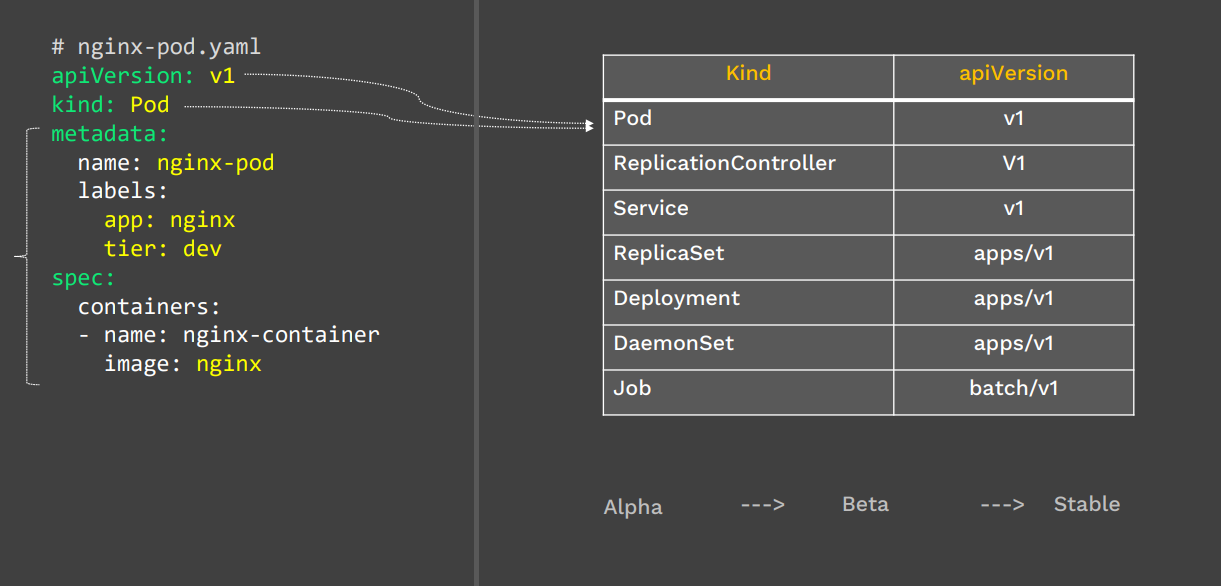 # nginx-pod.yaml
apiVersion: v1
kind: Pod
metadata:
  name: nginx-pod
  labels:
    app: nginx
    tier: dev
spec:
  containers:
  - name: nginx-container
    image: nginx
Kind apiVersion
Pod v1
ReplicationController V1
Service v1
ReplicaSet apps/v1
Deployment apps/v1
DaemonSet apps/v1
Job batch/v1
Alpha ---> Beta ---> Stable